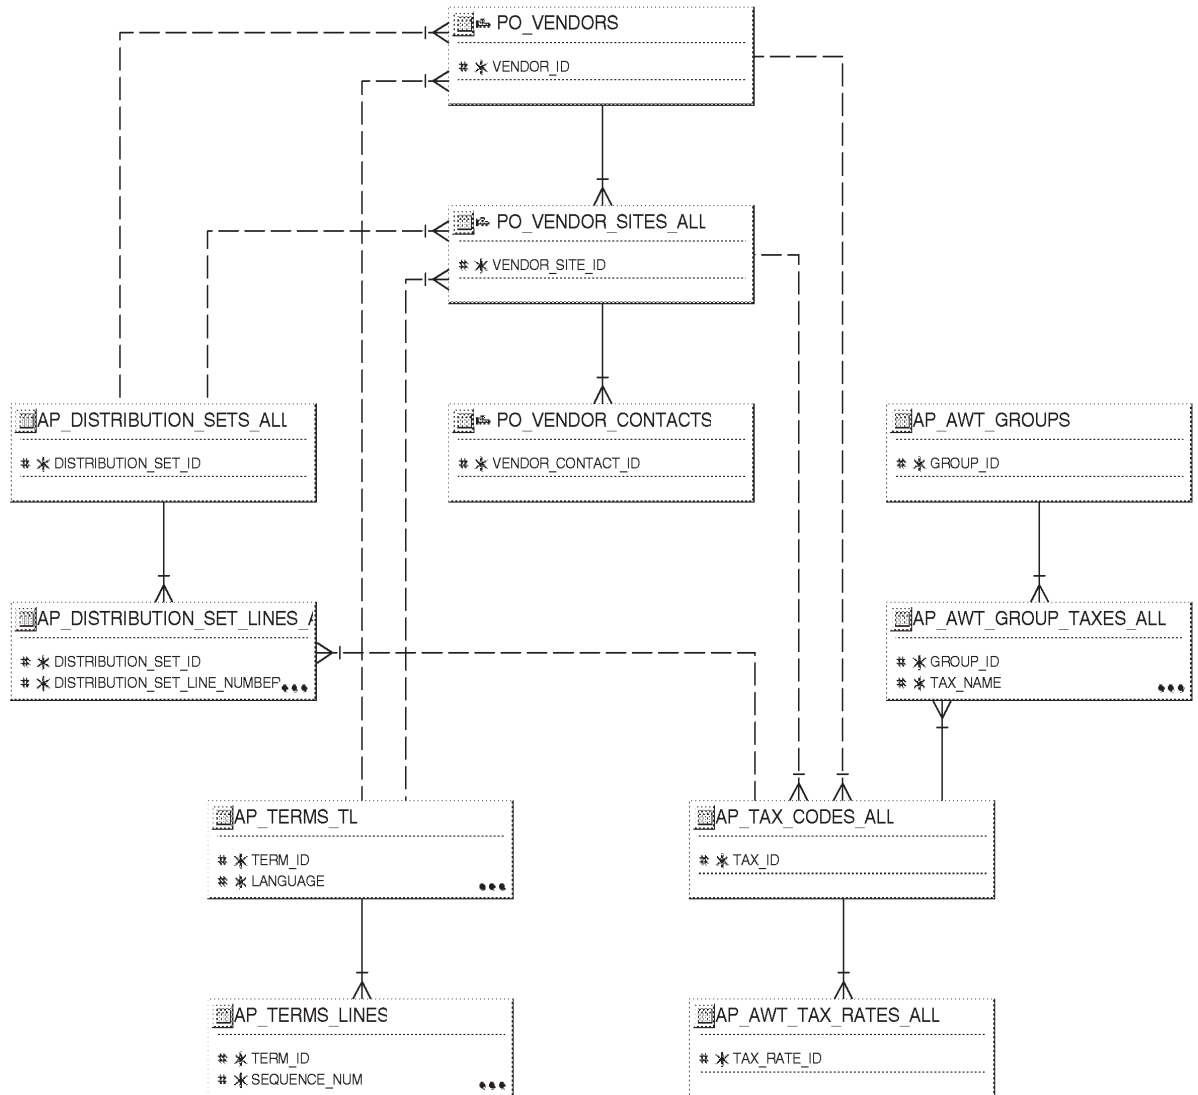 PO_VENDORS
# * VENDOR_ID
PO_VENDOR_SITES_ALL
# * VENDOR_SITE_ID
AP_DISTRIBUTION_SETS_ALL
# * DISTRIBUTION_SET_ID
PO_VENDOR_CONTACTS
# * VENDOR_CONTACT_ID
AP_AWT_GROUPS
# * GROUP_ID
AP_DISTRIBUTION_SET_LINES_A
# * DISTRIBUTION_SET_ID
# * DISTRIBUTION_SET_LINE_NUMBER
AP_AWT_GROUP_TAXES_ALL
# * GROUP_ID
# * TAX_NAME
AP_TERMS_TL
# * TERM_ID
# * LANGUAGE
AP_TAX_CODES_ALL
# * TAX_ID
AP_TERMS_LINES
# * TERM_ID
# * SEQUENCE_NUM
AP_AWT_TAX_RATES_ALL
# * TAX_RATE_ID